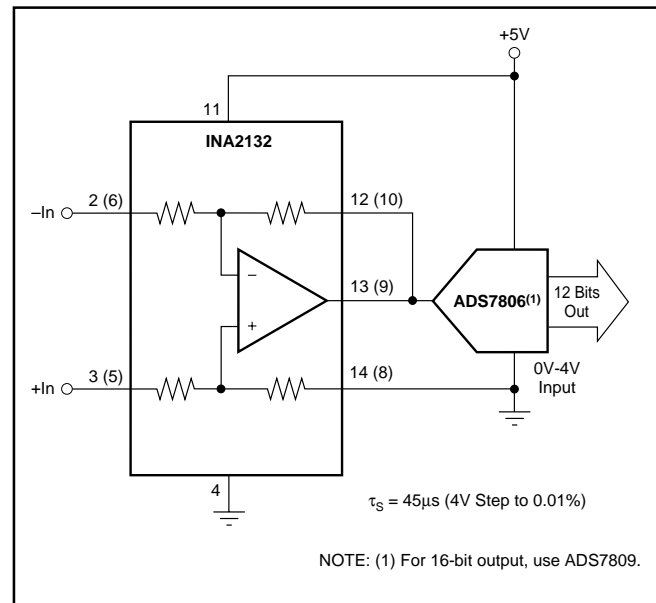 +5V
11
INA2132
2 (6)
12 (10)
–In
−
13 (9)
ADS7806(1)
12 Bits
Out
+
3 (5)
14 (8)
+In
0V-4V
Input
4
τS = 45µs (4V Step to 0.01%)
NOTE: (1) For 16-bit output, use ADS7809.